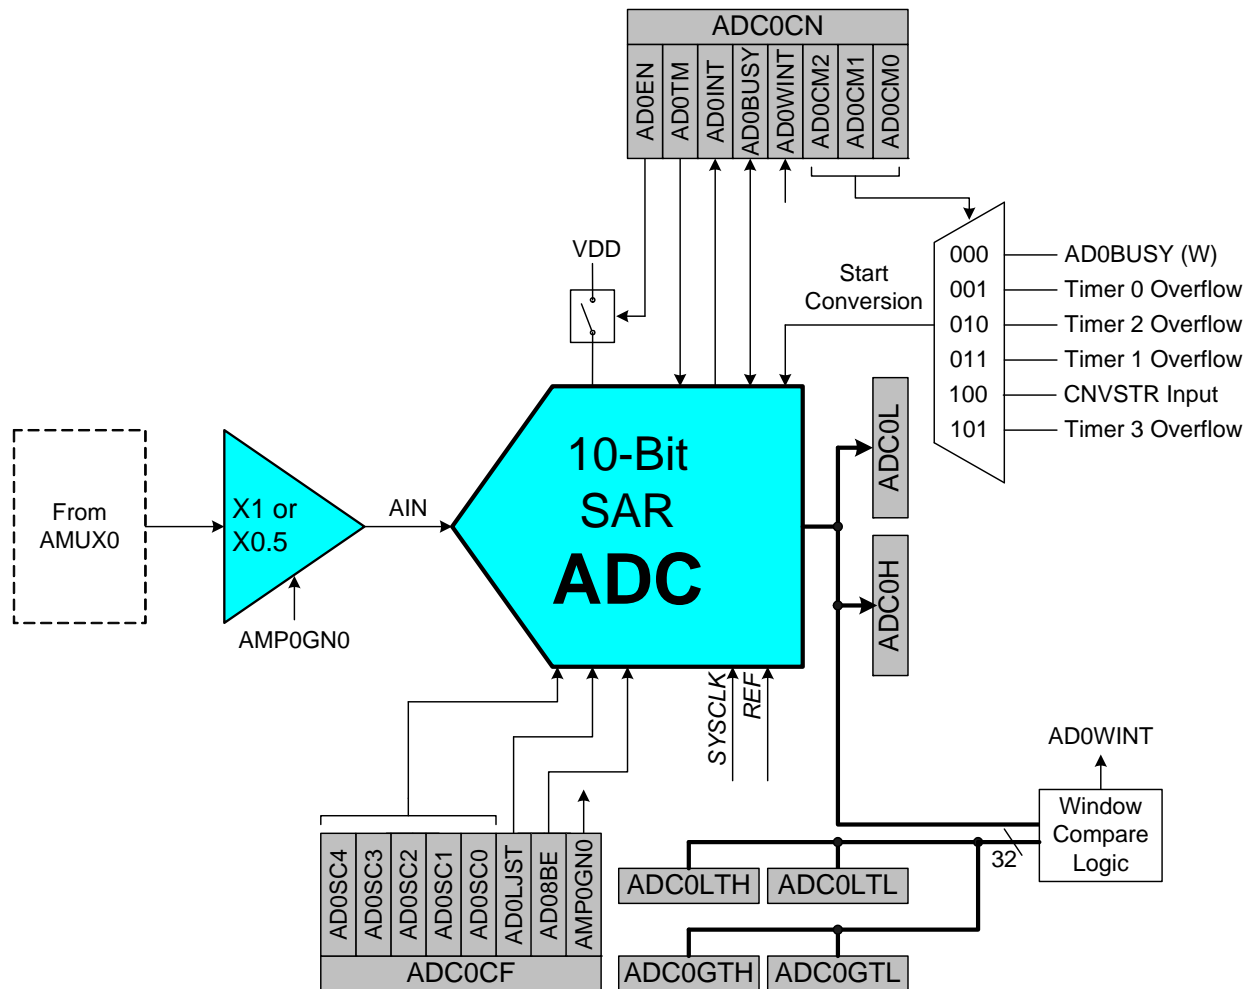 ADC0CN
AD0EN
AD0TM
AD0INT
AD0BUSY
AD0WINT
AD0CM2
AD0CM1
AD0CM0
VDD
Start
Conversion
000
AD0BUSY (W)
001
Timer 0 Overflow
010
Timer 2 Overflow
011
Timer 1 Overflow
100
CNVSTR Input
101
Timer 3 Overflow
From
AMUX0
X1 or
X0.5
AIN
AMP0GN0
10-Bit
SAR
ADC
ADC0L
ADC0H
SYSCLK
REF
AD0WINT
Window
Compare
Logic
32
AD0SC4
AD0SC3
AD0SC2
AD0SC1
AD0SC0
AD0LJST
AD08BE
AMP0GN0
ADC0CF
ADC0LTH
ADC0LTL
ADC0GTH
ADC0GTL